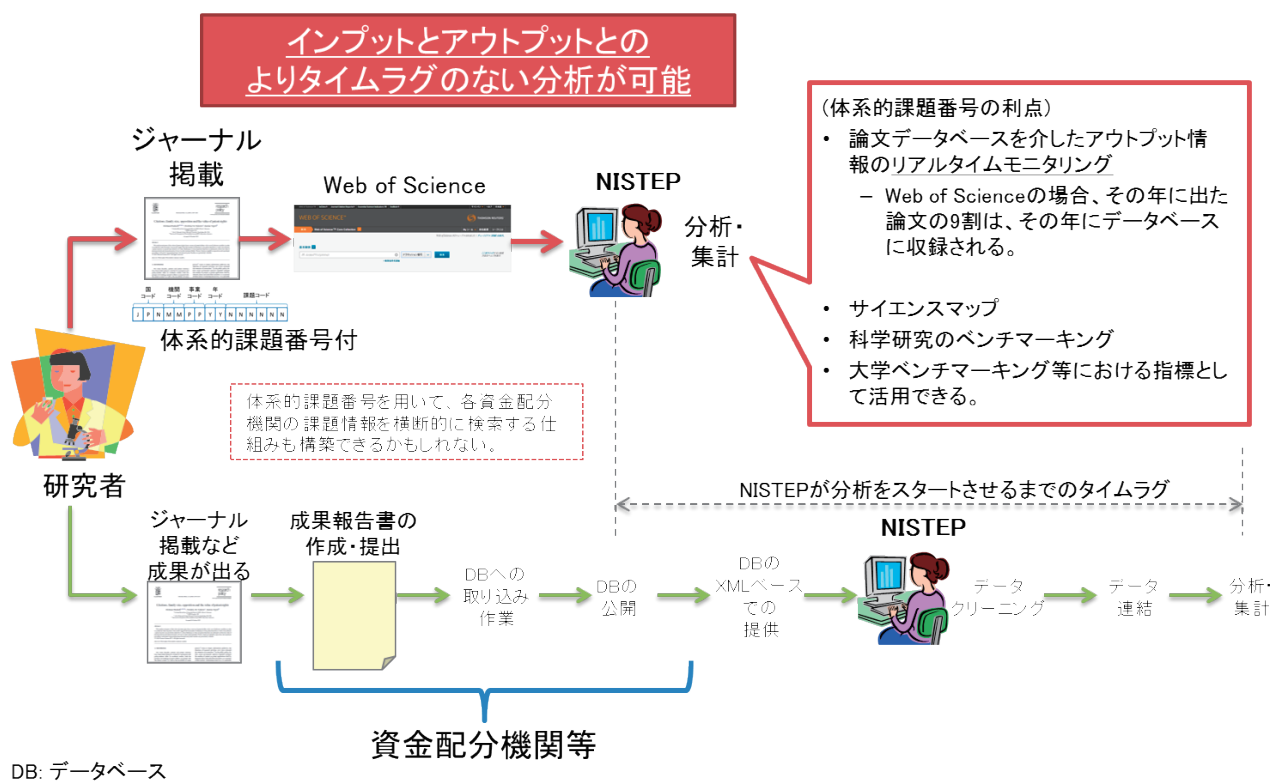 インプットとアウトプットとの
よりタイムラグのない分析が可能
ジャーナル
掲載
Web of Science
NISTEP
分析・
集計
WEB OF SCIENCE™
THOMSON REUTERS
国
コード
機関
コード
事業
コード
年
コード
課題コード
J P N M M P P Y Y N N N N N N
体系的課題番号付
（体系的課題番号の利点）
• 論文データベースを介したアウトプット情
報のリアルタイムモニタリング
– Web of Scienceの場合、その年に出た
論文の9割は、その年にデータベース
に収録される。
• サイエンスマップ
• 科学研究のベンチマーキング
• 大学ベンチマーキング等における指標とし
て活用できる。
体系的課題番号を用いて、各資金配分
機関の課題情報を横断的に検索する仕
組みも構築できるかもしれない。
研究者
NISTEPが分析をスタートさせるまでのタイムラグ
ジャーナル
掲載など
成果が出る
成果報告書の
作成・提出
DBへの
取り込み
作業
DBの
公開
DBの
XMLベース
での
提供
NISTEP
データ
クリーニング
データ
連結
分析・
集計
資金配分機関等
DB: データベース